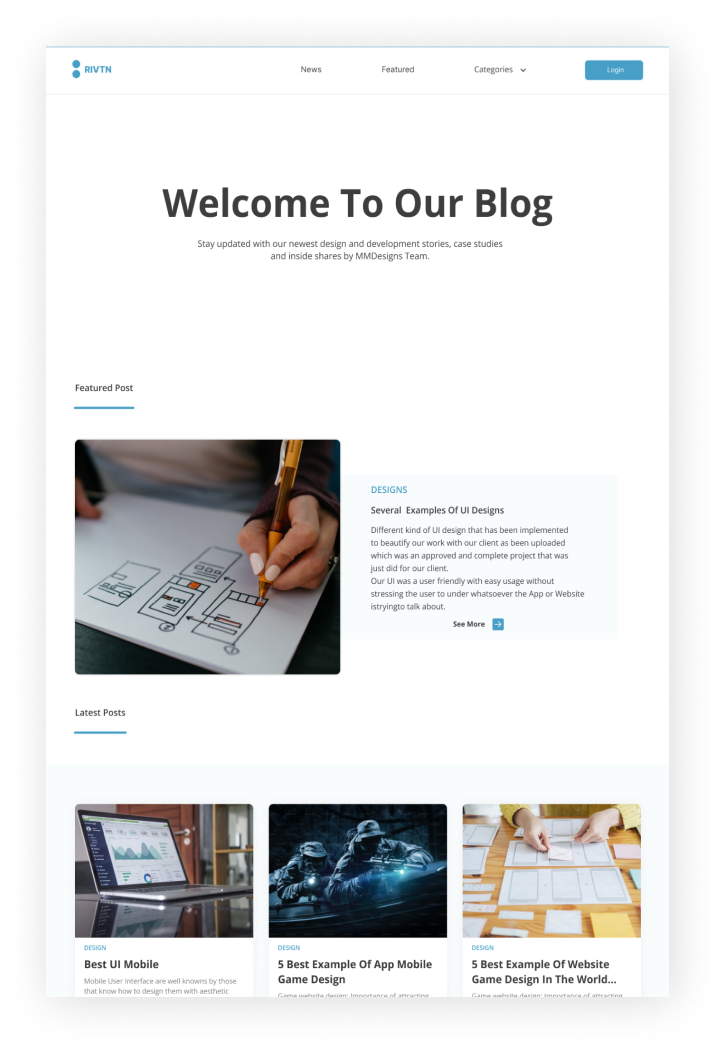 RIVTN
News
Featured
Categories
Login
Welcome To Our Blog
Stay updated with our newest design and development stories, case studies
and inside shares by MMDesigns Team.
Featured Post
DESIGNS
Several Examples Of UI Designs
Different kind of UI design that has been implemented
to beautify our work with our client as been uploaded
which was an approved and complete project that was
just did for our client.
Our UI was a user friendly with easy usage without
stressing the user to under whatsoever the App or Website
istryingto talk about.
See More
Latest Posts
DESIGN
Best UI Mobile
Mobile User Interface are well knowns by those
that know how to design them with aesthetic
DESIGN
5 Best Example Of App Mobile
Game Design
Game website design: Importance of attracting
DESIGN
5 Best Example Of Website
Game Design In The World...
Game website design: Importance of attracting